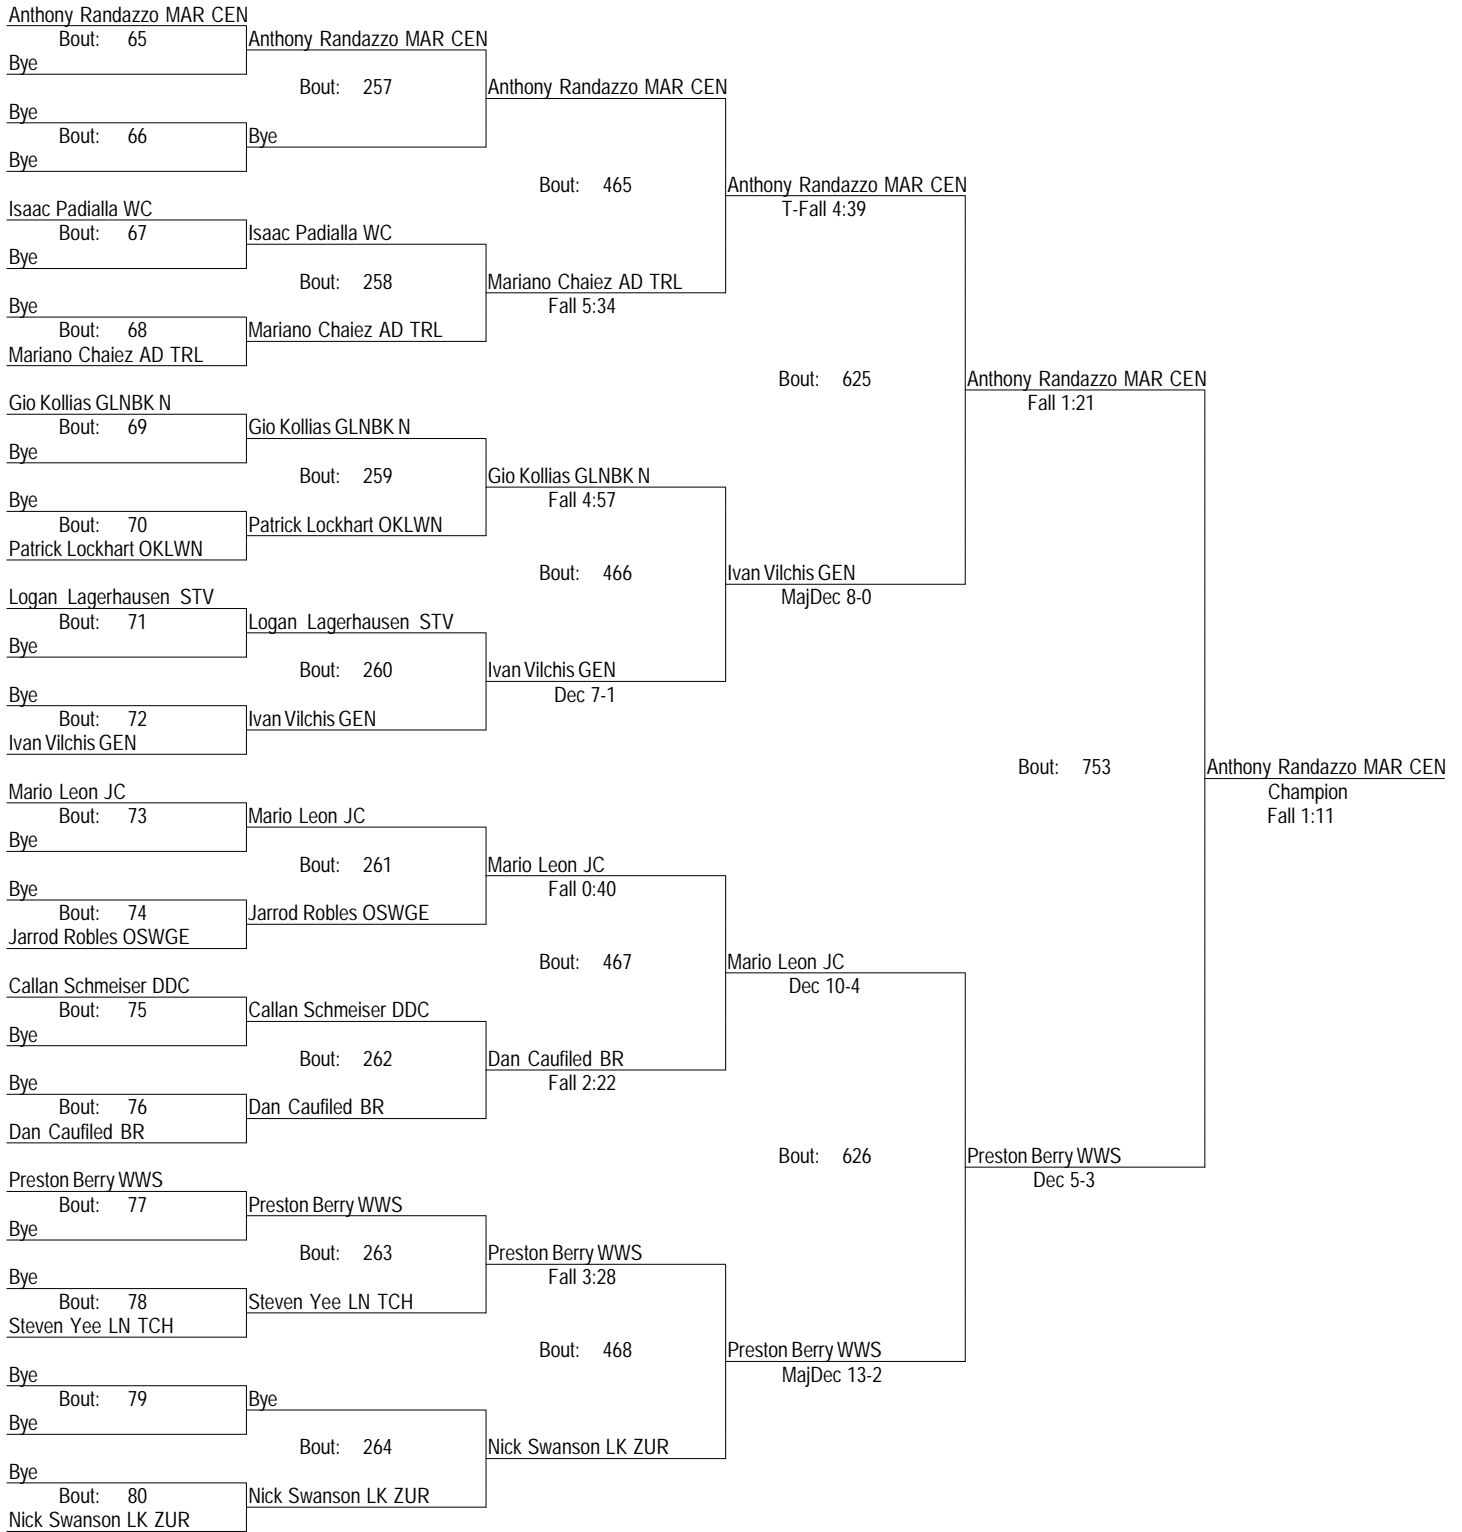 Anthony Randazzo MAR CEN
Bout: 65
Anthony Randazzo MAR CEN
Bye
Bout: 257
Anthony Randazzo MAR CEN
Bye
Bout: 66
Bye
Bye
Bout: 465
Anthony Randazzo MAR CEN
T-Fall 4:39
Isaac Padialla WC
Bout: 67
Isaac Padialla WC
Bye
Bout: 258
Mariano Chaiez AD TRL
Fall 5:34
Bye
Bout: 68
Mariano Chaiez AD TRL
Mariano Chaiez AD TRL
Bout: 625
Anthony Randazzo MAR CEN
Fall 1:21
Gio Kollias GLNBK N
Bout: 69
Gio Kollias GLNBK N
Bye
Bout: 259
Gio Kollias GLNBK N
Fall 4:57
Bye
Bout: 70
Patrick Lockhart OKLWN
Patrick Lockhart OKLWN
Bout: 466
Ivan Vilchis GEN
MajDec 8-0
Logan Lagerhausen STV
Bout: 71
Logan Lagerhausen STV
Bye
Bout: 260
Ivan Vilchis GEN
Dec 7-1
Bye
Bout: 72
Ivan Vilchis GEN
Ivan Vilchis GEN
Bout: 753
Anthony Randazzo MAR CEN
Champion
Fall 1:11
Mario Leon JC
Bout: 73
Mario Leon JC
Bye
Bout: 261
Mario Leon JC
Fall 0:40
Bye
Bout: 74
Jarrod Robles OSWGE
Jarrod Robles OSWGE
Bout: 467
Mario Leon JC
Dec 10-4
Callan Schmeiser DDC
Bout: 75
Callan Schmeiser DDC
Bye
Bout: 262
Dan Caufiled BR
Fall 2:22
Bye
Bout: 76
Dan Caufiled BR
Dan Caufiled BR
Bout: 626
Preston Berry WWS
Dec 5-3
Preston Berry WWS
Bout: 77
Preston Berry WWS
Bye
Bout: 263
Preston Berry WWS
Fall 3:28
Bye
Bout: 78
Steven Yee LN TCH
Steven Yee LN TCH
Bout: 468
Preston Berry WWS
MajDec 13-2
Bye
Bout: 79
Bye
Bye
Bout: 264
Nick Swanson LK ZUR
Bye
Bout: 80
Nick Swanson LK ZUR
Nick Swanson LK ZUR